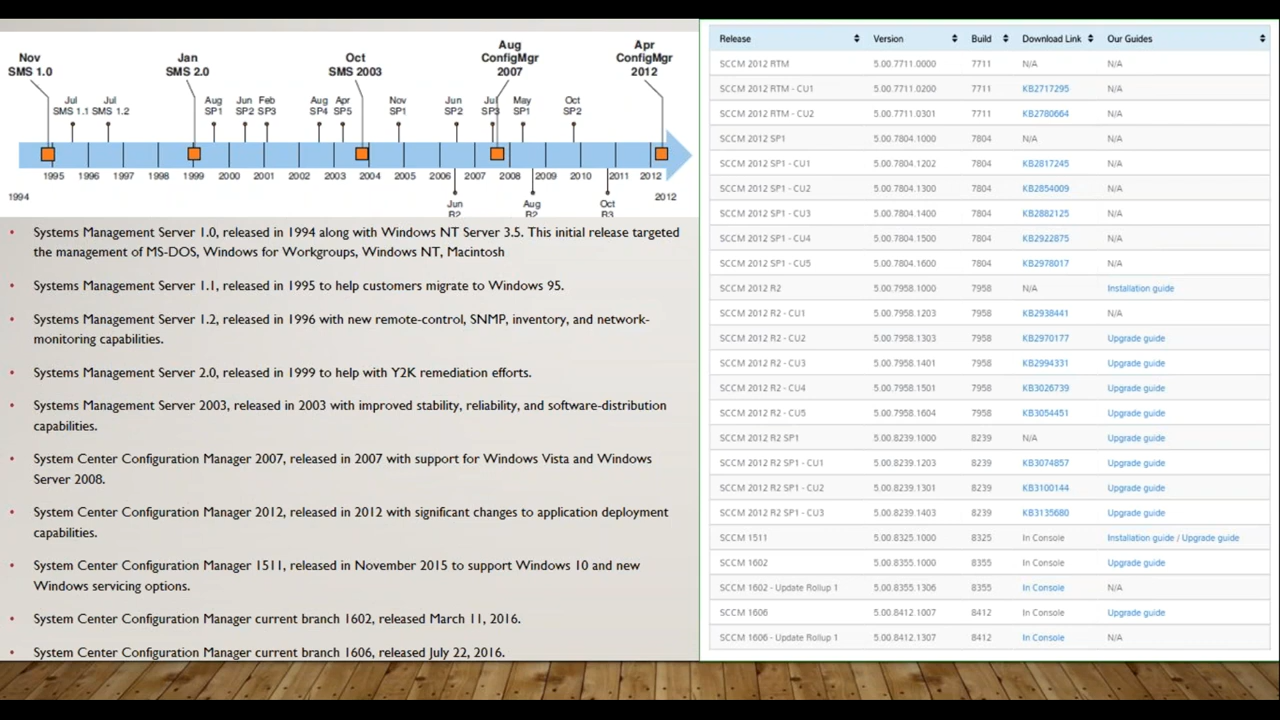 Nov
SMS 1.0
Jan
SMS 2.0
Oct
SMS 2003
Aug
ConfigMgr
2007
Apr
ConfigMgr
2012
Jul
SMS 1.1
Jul
SMS 1.2
Aug
SP1
Jun
SP2
Feb
SP3
Aug
SP4
Apr
SP5
Nov
SP1
Jun
SP2
Jul
SP3
May
SP1
Oct
SP2
1995 1996 1997 1998 1999 2000 2001 2002 2003 2004 2005 2006 2007 2008 2009 2010 2011 2012
1994
2012
Jun
R2
Aug
R2
Oct
R3
• Systems Management Server 1.0, released in 1994 along with Windows NT Server 3.5. This initial release targeted
the management of MS-DOS, Windows for Workgroups, Windows NT, Macintosh
• Systems Management Server 1.1, released in 1995 to help customers migrate to Windows 95.
• Systems Management Server 1.2, released in 1996 with new remote-control, SNMP, inventory, and network-
monitoring capabilities.
• Systems Management Server 2.0, released in 1999 to help with Y2K remediation efforts.
• Systems Management Server 2003, released in 2003 with improved stability, reliability, and software-distribution
capabilities.
• System Center Configuration Manager 2007, released in 2007 with support for Windows Vista and Windows
Server 2008.
• System Center Configuration Manager 2012, released in 2012 with significant changes to application deployment
capabilities.
• System Center Configuration Manager 1511, released in November 2015 to support Windows 10 and new
Windows servicing options.
• System Center Configuration Manager current branch 1602, released March 11, 2016.
• System Center Configuration Manager current branch 1606, released July 22, 2016.
Release Version Build Download Link Our Guides
SCCM 2012 RTM 5.00.7711.0000 7711 N/A N/A
SCCM 2012 RTM - CU1 5.00.7711.0200 7711 KB2717295 N/A
SCCM 2012 RTM - CU2 5.00.7711.0301 7711 KB2780664 N/A
SCCM 2012 SP1 5.00.7804.1000 7804 N/A N/A
SCCM 2012 SP1 - CU1 5.00.7804.1202 7804 KB2817245 N/A
SCCM 2012 SP1 - CU2 5.00.7804.1300 7804 KB2854009 N/A
SCCM 2012 SP1 - CU3 5.00.7804.1400 7804 KB2882125 N/A
SCCM 2012 SP1 - CU4 5.00.7804.1500 7804 KB2922875 N/A
SCCM 2012 SP1 - CU5 5.00.7804.1600 7804 KB2978017 N/A
SCCM 2012 R2 5.00.7958.1000 7958 N/A Installation guide
SCCM 2012 R2 - CU1 5.00.7958.1203 7958 KB2938441 N/A
SCCM 2012 R2 - CU2 5.00.7958.1303 7958 KB2970177 Upgrade guide
SCCM 2012 R2 - CU3 5.00.7958.1401 7958 KB2994331 Upgrade guide
SCCM 2012 R2 - CU4 5.00.7958.1501 7958 KB3026739 Upgrade guide
SCCM 2012 R2 - CU5 5.00.7958.1604 7958 KB3054451 Upgrade guide
SCCM 2012 R2 SP1 5.00.8239.1000 8239 N/A Upgrade guide
SCCM 2012 R2 SP1 - CU1 5.00.8239.1203 8239 KB3074857 Upgrade guide
SCCM 2012 R2 SP1 - CU2 5.00.8239.1301 8239 KB3100144 Upgrade guide
SCCM 2012 R2 SP1 - CU3 5.00.8239.1403 8239 KB3135680 Upgrade guide
SCCM 1511 5.00.8325.1000 8325 In Console Installation guide / Upgrade guide
SCCM 1602 5.00.8355.1000 8355 In Console Upgrade guide
SCCM 1602 - Update Rollup 1 5.00.8355.1306 8355 In Console N/A
SCCM 1606 5.00.8412.1007 8412 In Console Upgrade guide
SCCM 1606 - Update Rollup 1 5.00.8412.1307 8412 In Console N/A